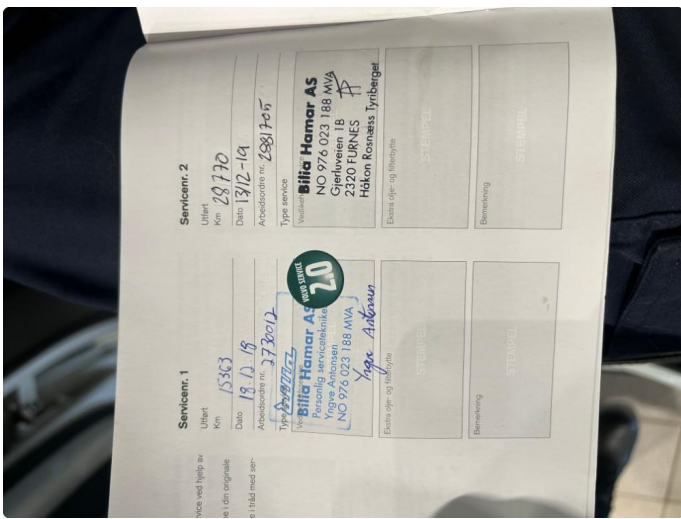 vice ved hjelp av
e i din originale
e i tråd med ser-
Servicenr. 1
Utført
Km 15363
Dato 19.12.18
Arbeidsordre nr. 2730012
Type
VOLVO SERVICE
2.0
Bilia Hamar AS
Personlig servicetekniker
Yngve Antonsen
NO 976 023 188 MVA
Yngve Antonsen
Ekstra olje- og filterbytte
STEMPEL
Bemerkning
STEMPEL
Servicenr. 2
Utført
Km 28770
Dato 13/12-19
Arbeidsordre nr. 2881705
Type service
Bilia Hamar AS
NO 976 023 188 MVA
Gjerluveien 1B
2320 FURNES
Håkon Rosnæss Tyriberget
Ekstra olje- og filterbytte
STEMPEL
Bemerkning
STEMPEL